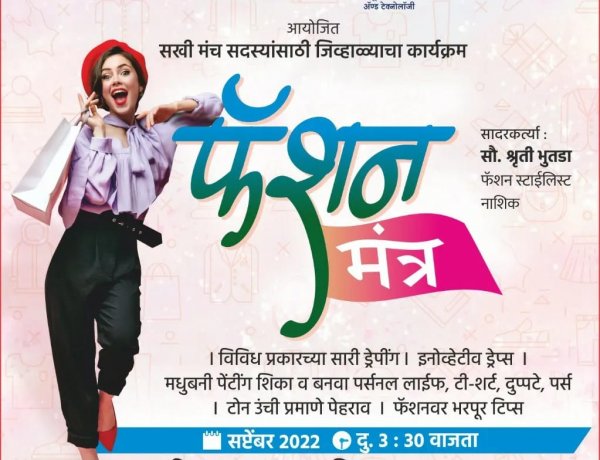 ॲण्ड टेक्नोलॉजी
आयोजित
सखी मंच सदस्यांसाठी जिव्हाळ्याचा कार्यक्रम
फॅशन
मंत्र
सादरकर्त्या :
सौ. श्रृती भुतडा
फॅशन स्टाईलिस्ट
नाशिक
। विविध प्रकारच्या सारी ड्रेपींग । इनोव्हेटीव ड्रेप्स ।
मधुबनी पेंटींग शिका व बनवा पर्सनल लाईफ, टी-शर्ट, दुप्पटे, पर्स
। टोन उंची प्रमाणे पेहराव । फॅशनवर भरपूर टिप्स
सप्टेंबर 2022 दु. 3 : 30 वाजता